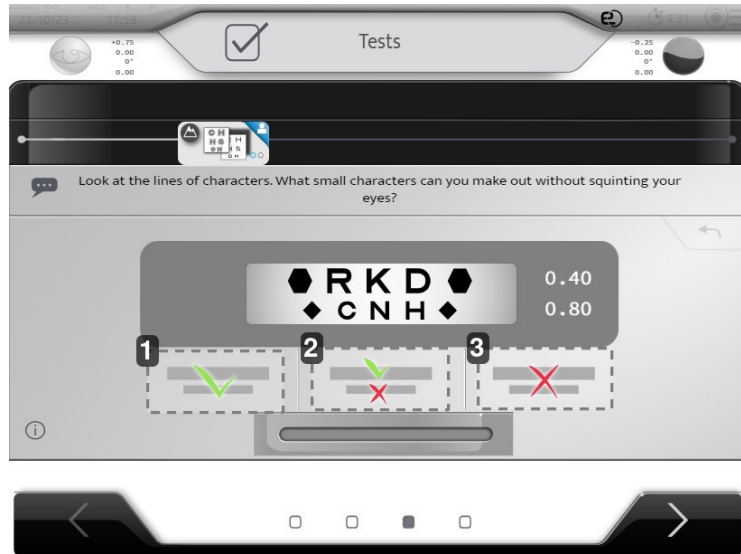 23/10/23 17:59
4:31
Tests
+0.75
0.00
0°
0.00
-0.25
0.00
0°
0.00
Look at the lines of characters. What small characters can you make out without squinting your
eyes?
R K D 0.40
C N H 0.80
1
2
3